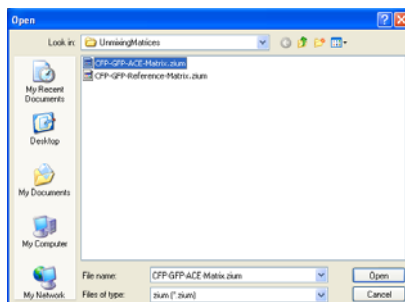 Open
Look in: UnmixingMatrices
CFP-GFP-ACE-Matrix.zium
CFP-GFP-Reference-Matrix.zium
My Recent
Documents
Desktop
My Documents
My Computer
My Network
File name: CFP-GFP-ACE-Matrix.zium Open
Files of type: zium (*.zium) Cancel